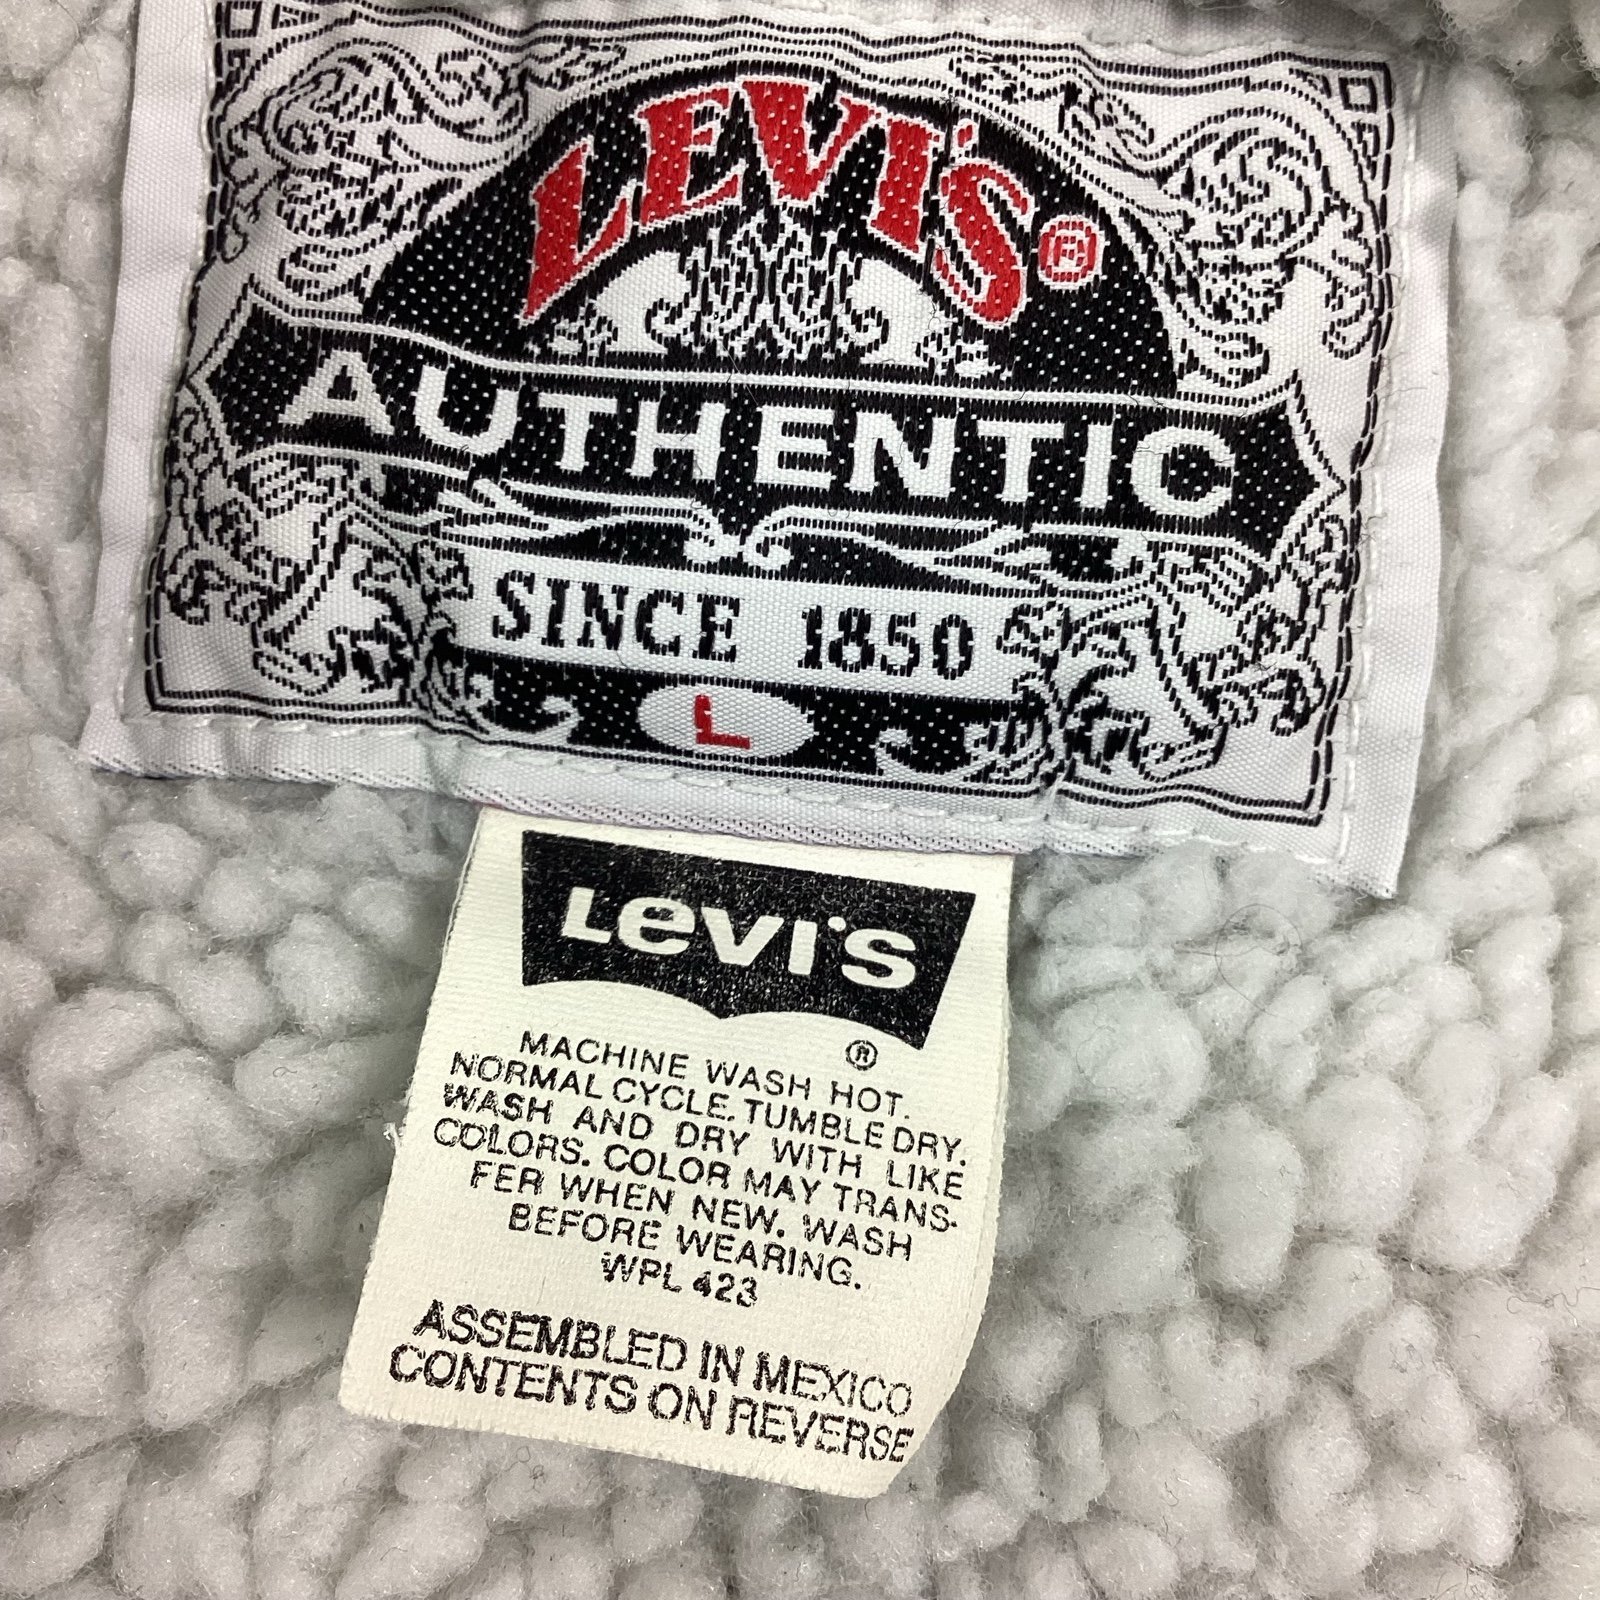 LEVI'S®
AUTHENTIC
SINCE 1850
L
LEVI'S
®
MACHINE WASH HOT.
NORMAL CYCLE. TUMBLE DRY.
WASH AND DRY WITH LIKE
COLORS. COLOR MAY TRANS-
FER WHEN NEW. WASH
BEFORE WEARING.
WPL 423
ASSEMBLED IN MEXICO
CONTENTS ON REVERSE